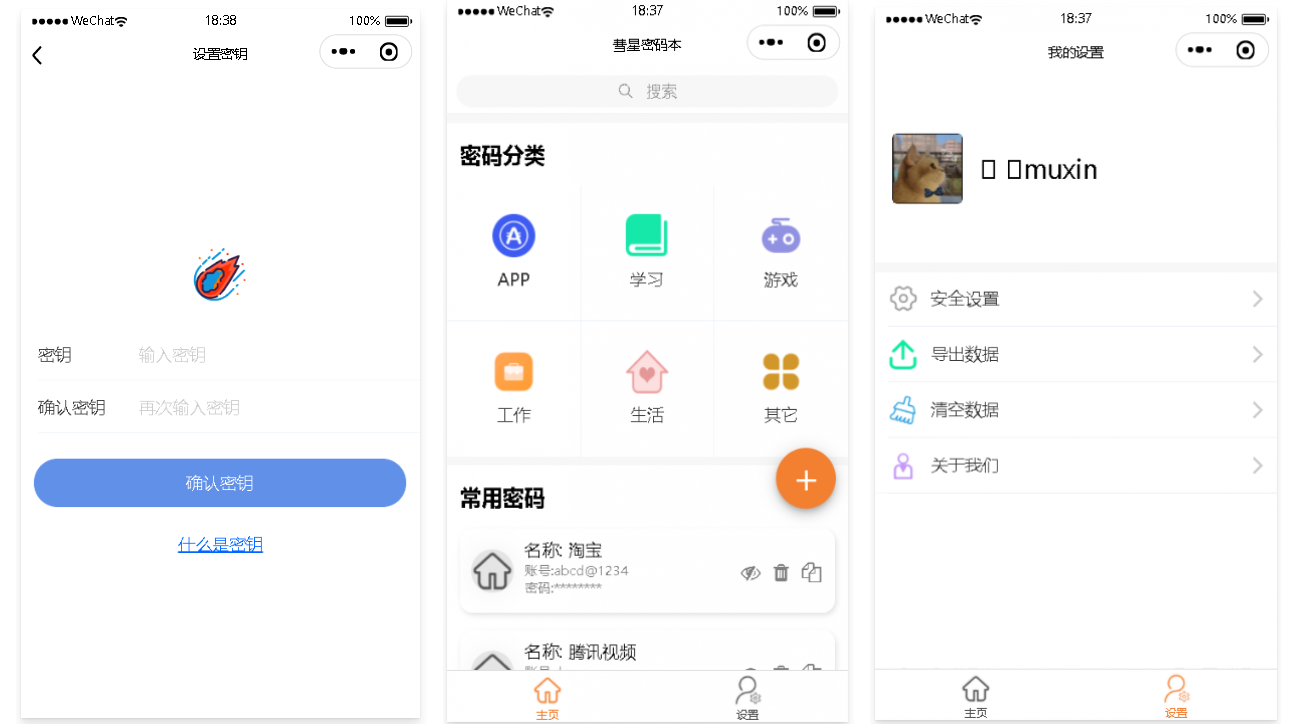 WeChat 18:38 100%
设置密钥
密钥 输入密钥
确认密钥 再次输入密钥
确认密钥
什么是密钥
WeChat 18:37 100%
彗星密码本
搜索
密码分类
APP 学习 游戏
工作 生活 其它
常用密码
名称: 淘宝
账号:abcd@1234
密码:********
名称: 腾讯视频
主页 设置
WeChat 18:37 100%
我的设置
muxin
安全设置
导出数据
清空数据
关于我们
主页 设置